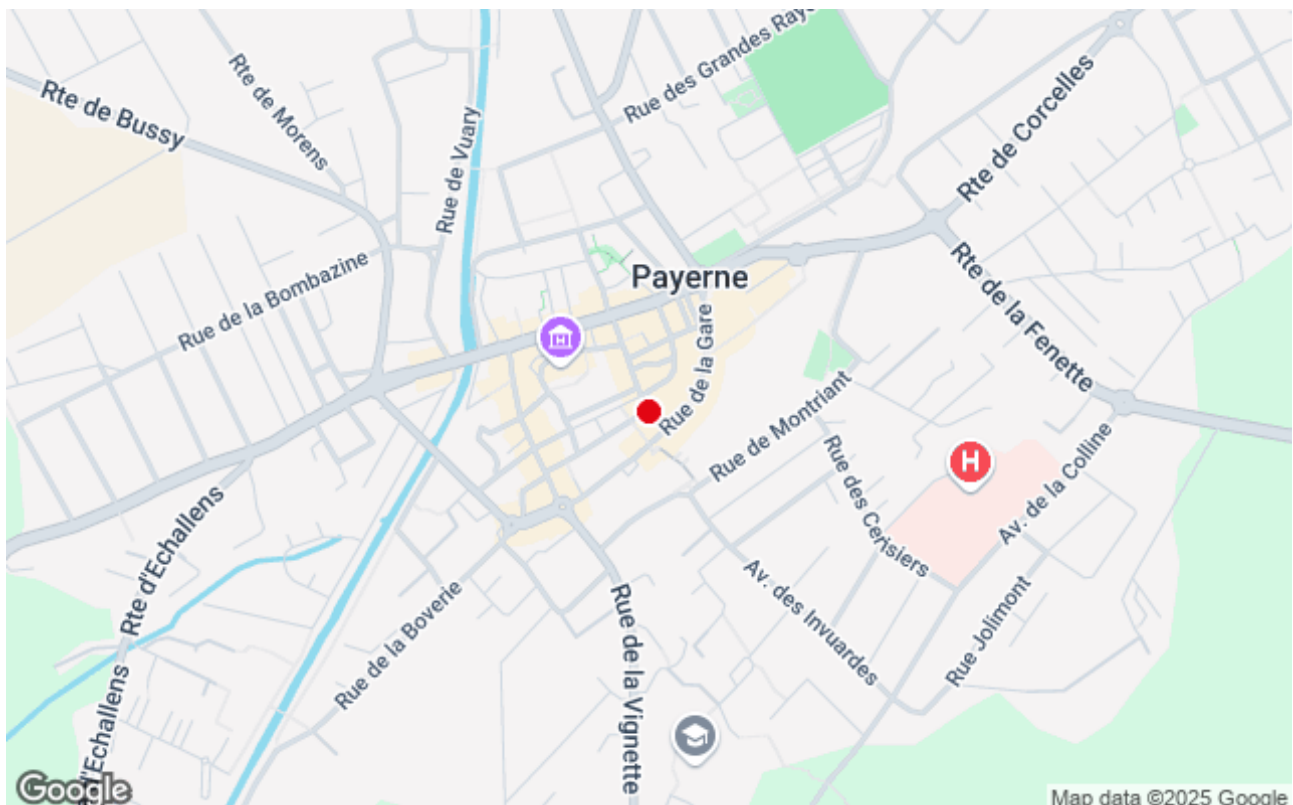 Rue des Grandes Raye
Rte de Corcelles
Rte de Morens
Rte de Bussy
Rue de Vuary
Payerne
Rte de la Fenette
Rue de la Bombazine
Rue de la Gare
Rue de Montriant
H
Av. de la Colline
Rue des Cerisiers
Rte d'Echallens
Av. des Invuardes
Rue Jolimont
Rue de la Boverie
Rue de la Vignette
d'Echallens
Google
Map data ©2025 Google